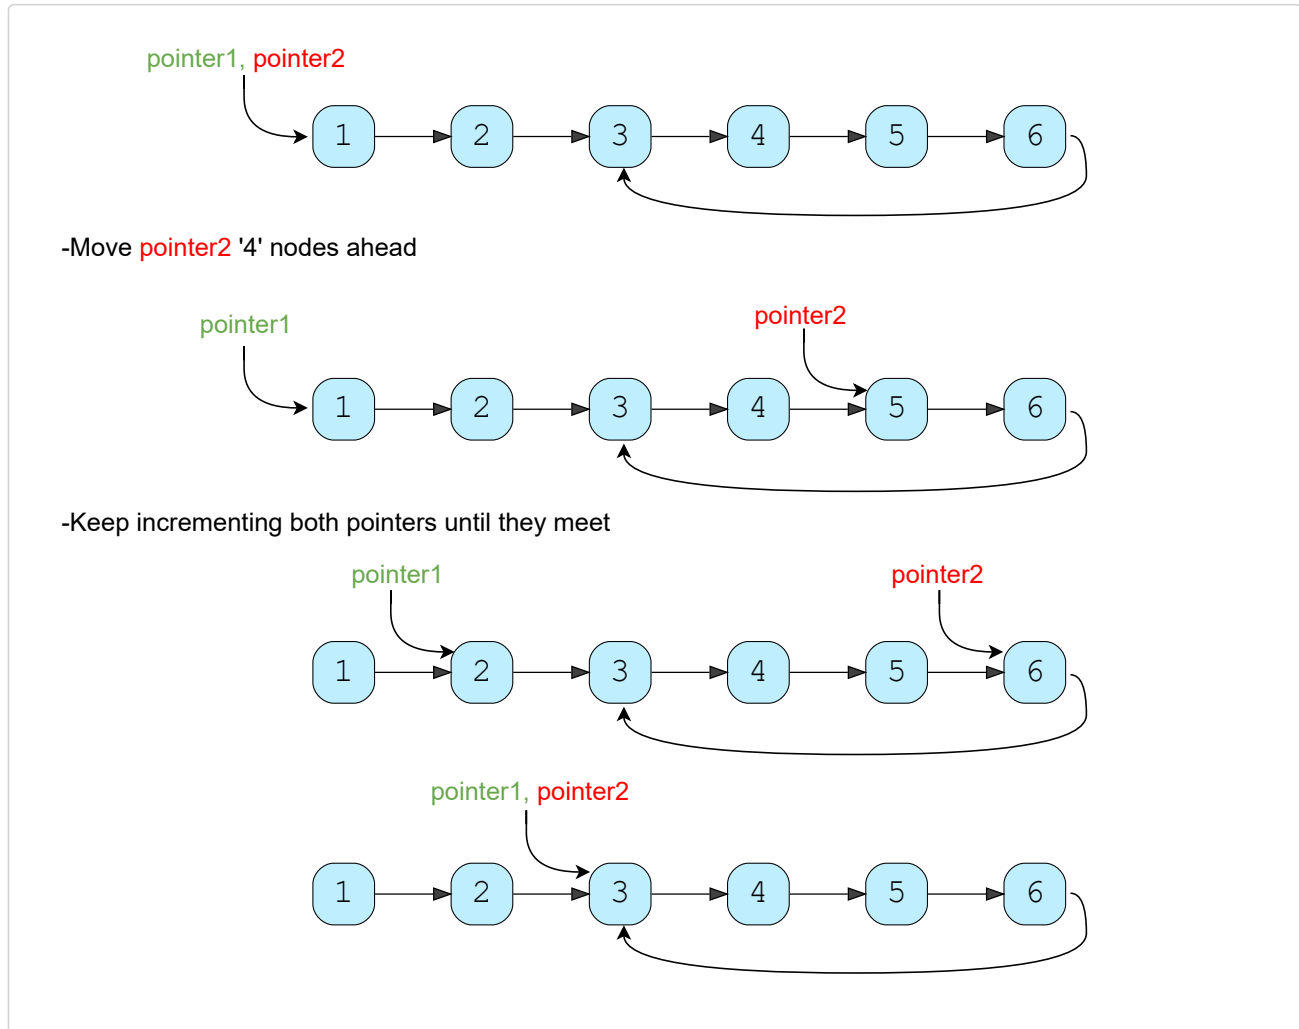 pointer1, pointer2
1 2 3 4 5 6
-Move pointer2 '4' nodes ahead
pointer1 pointer2
1 2 3 4 5 6
-Keep incrementing both pointers until they meet
pointer1 pointer2
1 2 3 4 5 6
pointer1, pointer2
1 2 3 4 5 6